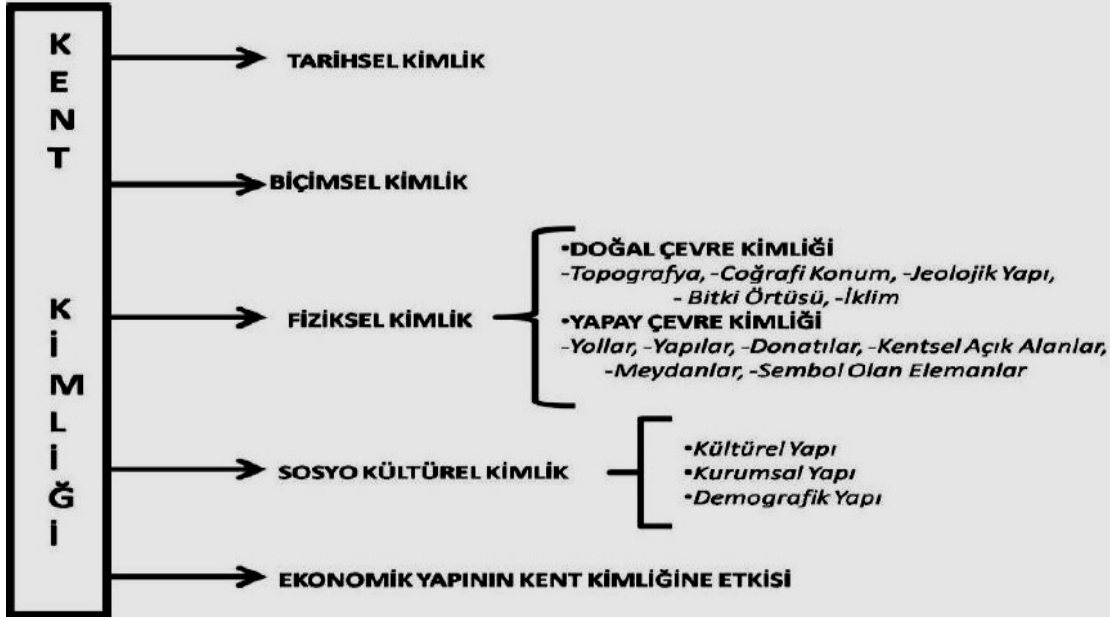 KENT KİMLİĞİ
TARİHSEL KİMLİK
BİÇİMSEL KİMLİK
FİZİKSEL KİMLİK
•DOĞAL ÇEVRE KİMLİĞİ
-Topografya, -Coğrafi Konum, -Jeolojik Yapı,
- Bitki Örtüsü, -İklim
•YAPAY ÇEVRE KİMLİĞİ
-Yollar, -Yapılar, -Donatılar, -Kentsel Açık Alanlar,
-Meydanlar, -Sembol Olan Elemanlar
SOSYO KÜLTÜREL KİMLİK
•Kültürel Yapı
•Kurumsal Yapı
•Demografik Yapı
EKONOMİK YAPININ KENT KİMLİĞİNE ETKİSİ